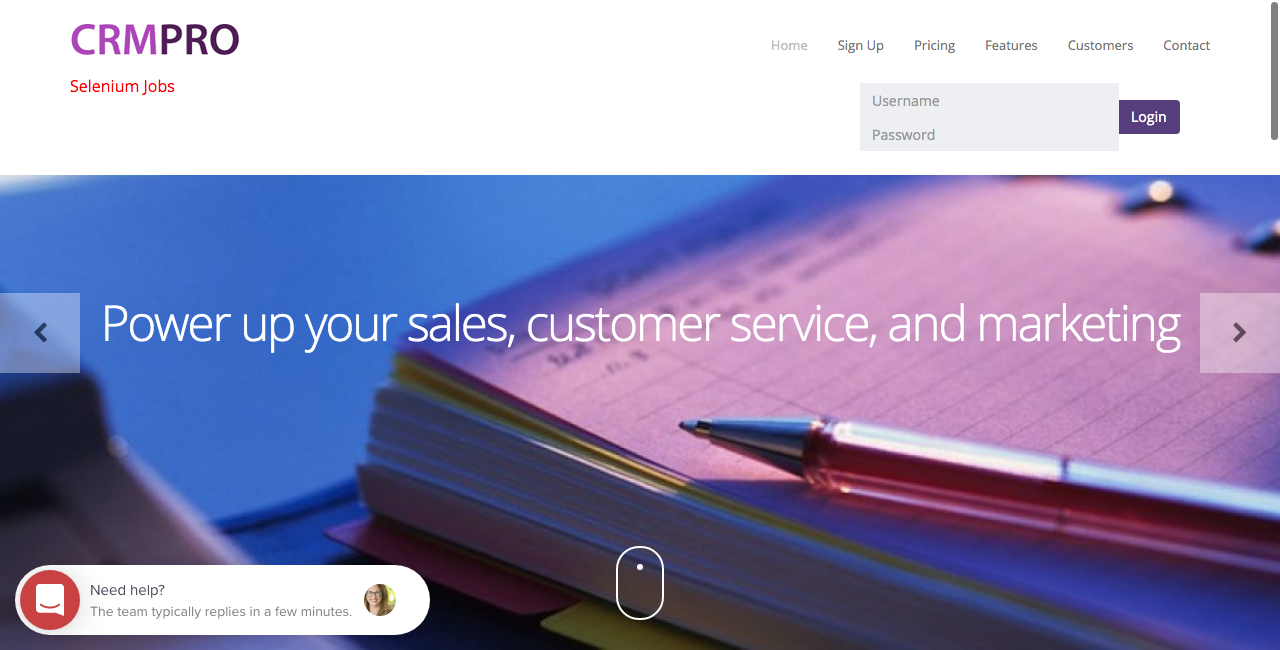 CRMPRO
Home Sign Up Pricing Features Customers Contact
Selenium Jobs
Username
Password
Login
Power up your sales, customer service, and marketing
Need help?
The team typically replies in a few minutes.